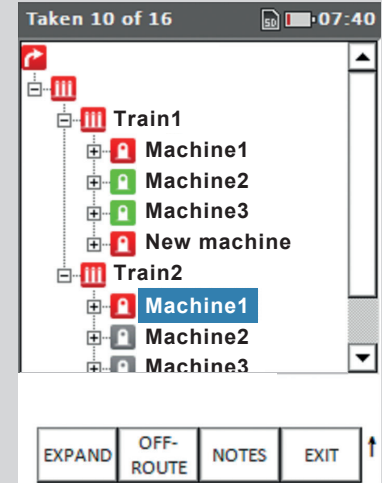 Taken 10 of 16 SD 07:40
Train1
Machine1
Machine2
Machine3
New machine
Train2
Machine1
Machine2
Machine3
EXPAND OFF-ROUTE NOTES EXIT